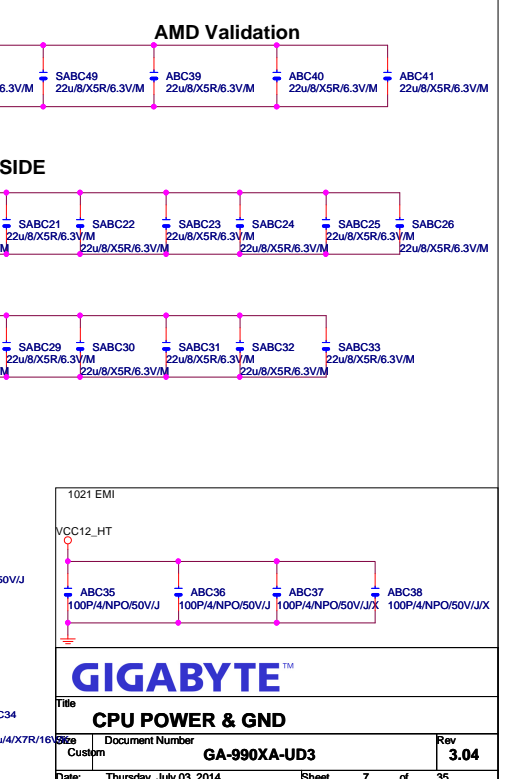 AMD Validation
SABC49 ABC39 ABC40 ABC41
6.3V/M 22u/8/X5R/6.3V/M 22u/8/X5R/6.3V/M 22u/8/X5R/6.3V/M 22u/8/X5R/6.3V/M
SIDE
SABC21 SABC22 SABC23 SABC24 SABC25 SABC26
22u/8/X5R/6.3V/M 22u/8/X5R/6.3V/M 22u/8/X5R/6.3V/M
M 22u/8/X5R/6.3V/M 22u/8/X5R/6.3V/M 22u/8/X5R/6.3V/M
SABC29 SABC30 SABC31 SABC32 SABC33
22u/8/X5R/6.3V/M 22u/8/X5R/6.3V/M 22u/8/X5R/6.3V/M
M 22u/8/X5R/6.3V/M 22u/8/X5R/6.3V/M
1021 EMI
VCC12_HT
50V/J
ABC35 ABC36 ABC37 ABC38
100P/4/NPO/50V/J 100P/4/NPO/50V/J 100P/4/NPO/50V/J/X 100P/4/NPO/50V/J/X
GIGABYTE™
Title
CPU POWER & GND
C34
u/4/X7R/16V/K
Size Document Number Rev
Custom GA-990XA-UD3 3.04
Date: Thursday, July 03, 2014 Sheet 7 of 35